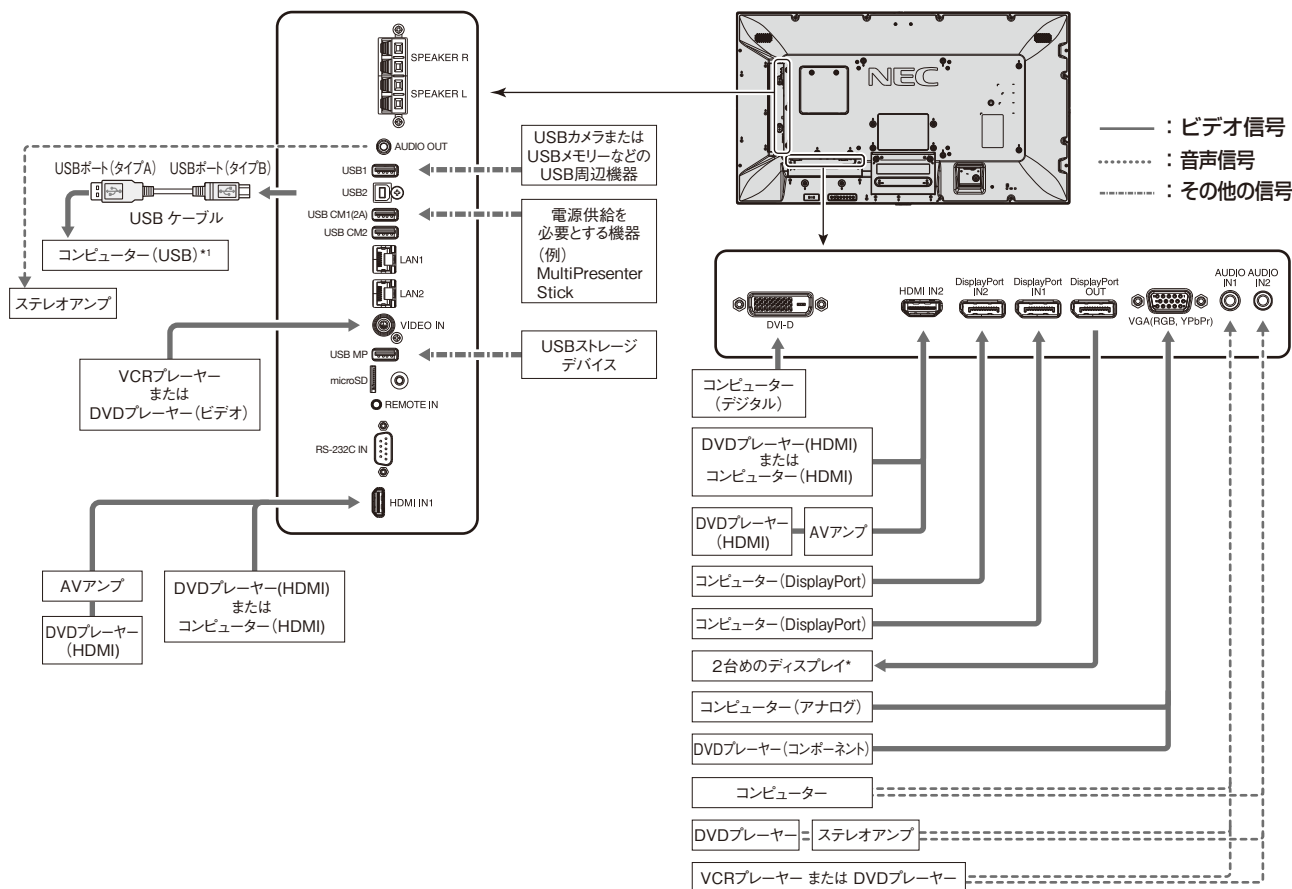 SPEAKER R
SPEAKER L
AUDIO OUT
USB1
USB2
USB CM1(2A)
USB CM2
LAN1
LAN2
VIDEO IN
USB MP
microSD
REMOTE IN
RS-232C IN
HDMI IN1
USBポート(タイプA)
USBポート(タイプB)
USB ケーブル
コンピューター(USB)*1
ステレオアンプ
VCRプレーヤー
または
DVDプレーヤー(ビデオ)
AVアンプ
DVDプレーヤー
(HDMI)
DVDプレーヤー(HDMI)
または
コンピューター(HDMI)
USBカメラまたは
USBメモリーなどの
USB周辺機器
電源供給を
必要とする機器
(例)
MultiPresenter
Stick
USBストレージ
デバイス
NEC
:ビデオ信号
:音声信号
:その他の信号
DVI-D
HDMI IN2
DisplayPort
IN2
DisplayPort
IN1
DisplayPort
OUT
VGA(RGB, YPbPr)
AUDIO
IN1
AUDIO
IN2
コンピューター
(デジタル)
DVDプレーヤー(HDMI)
または
コンピューター(HDMI)
DVDプレーヤー
(HDMI)
AVアンプ
コンピューター(DisplayPort)
コンピューター(DisplayPort)
2台めのディスプレイ*
コンピューター(アナログ)
DVDプレーヤー(コンポーネント)
コンピューター
DVDプレーヤー
ステレオアンプ
VCRプレーヤー または DVDプレーヤー